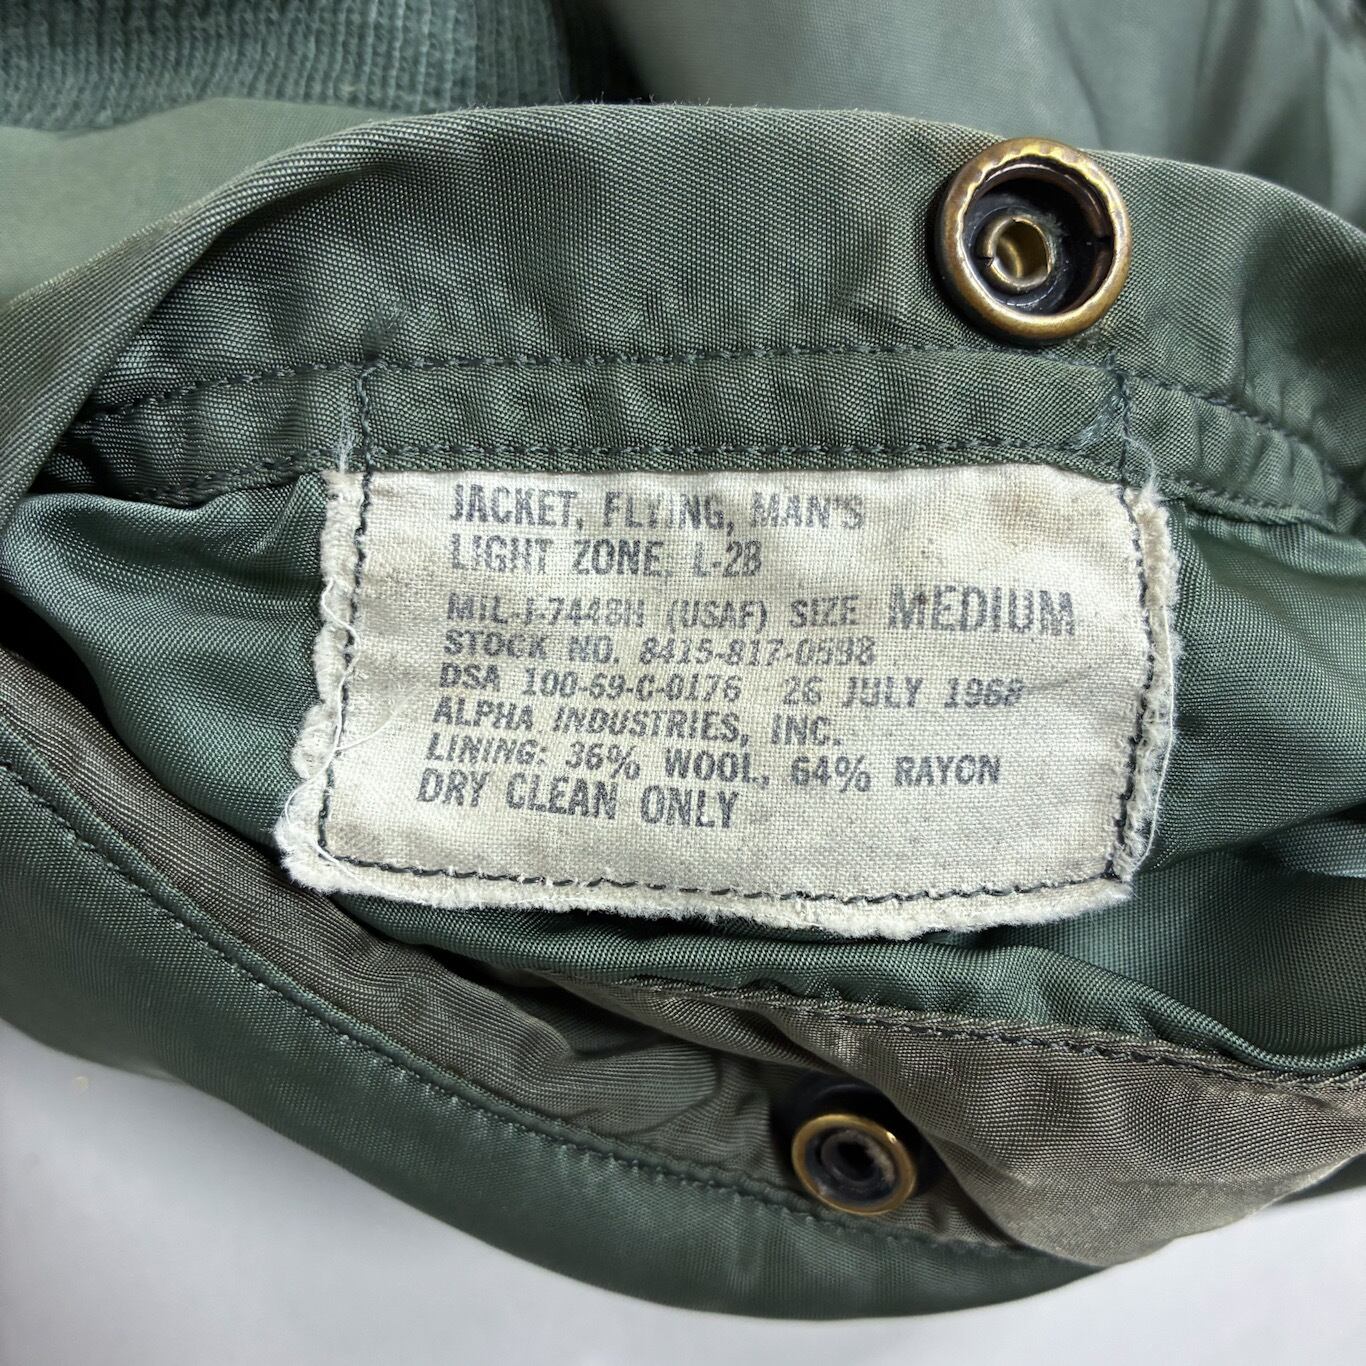 JACKET, FLYING, MAN'S
LIGHT ZONE, L-2B
MIL-J-7448H (USAF) SIZE MEDIUM
STOCK NO. 8415-817-0598
DSA 100-69-C-0176 26 JULY 1968
ALPHA INDUSTRIES, INC.
LINING: 36% WOOL, 64% RAYON
DRY CLEAN ONLY